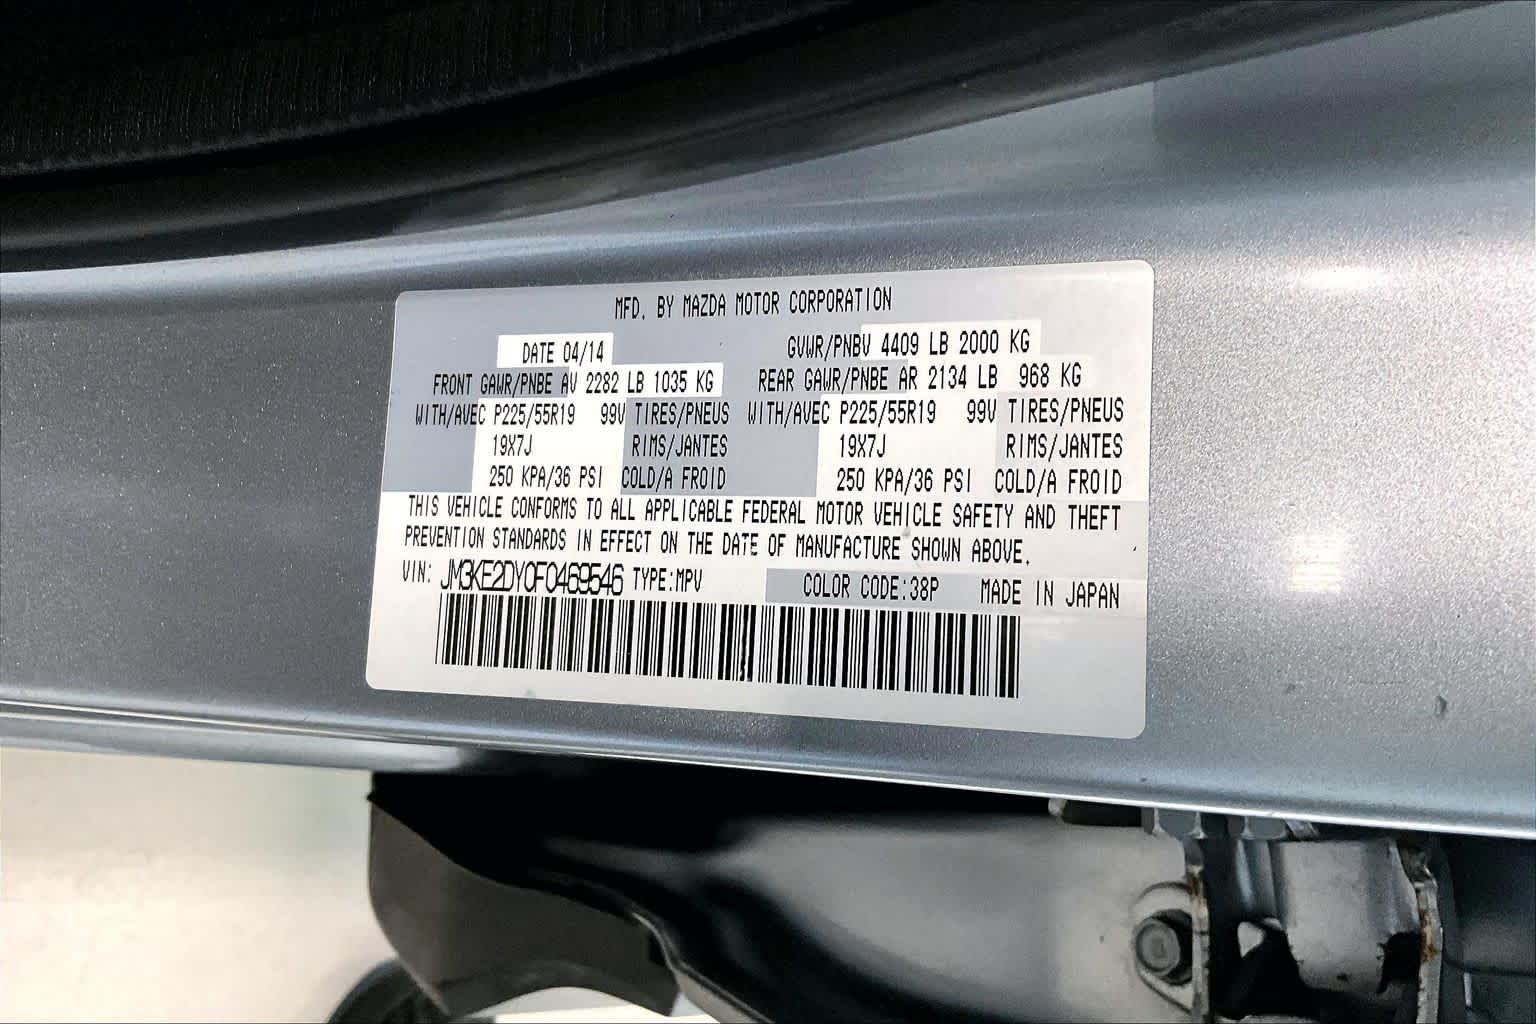 MFD. BY MAZDA MOTOR CORPORATION
DATE 04/14 GVWR/PNBV 4409 LB 2000 KG
FRONT GAWR/PNBE AV 2282 LB 1035 KG REAR GAWR/PNBE AR 2134 LB 968 KG
WITH/AVEC P225/55R19 99V TIRES/PNEUS WITH/AVEC P225/55R19 99V TIRES/PNEUS
19X7J RIMS/JANTES 19X7J RIMS/JANTES
250 KPA/36 PSI COLD/A FROID 250 KPA/36 PSI COLD/A FROID
THIS VEHICLE CONFORMS TO ALL APPLICABLE FEDERAL MOTOR VEHICLE SAFETY AND THEFT
PREVENTION STANDARDS IN EFFECT ON THE DATE OF MANUFACTURE SHOWN ABOVE.
VIN: JM3KE2DY0F0469546 TYPE:MPV COLOR CODE:38P MADE IN JAPAN